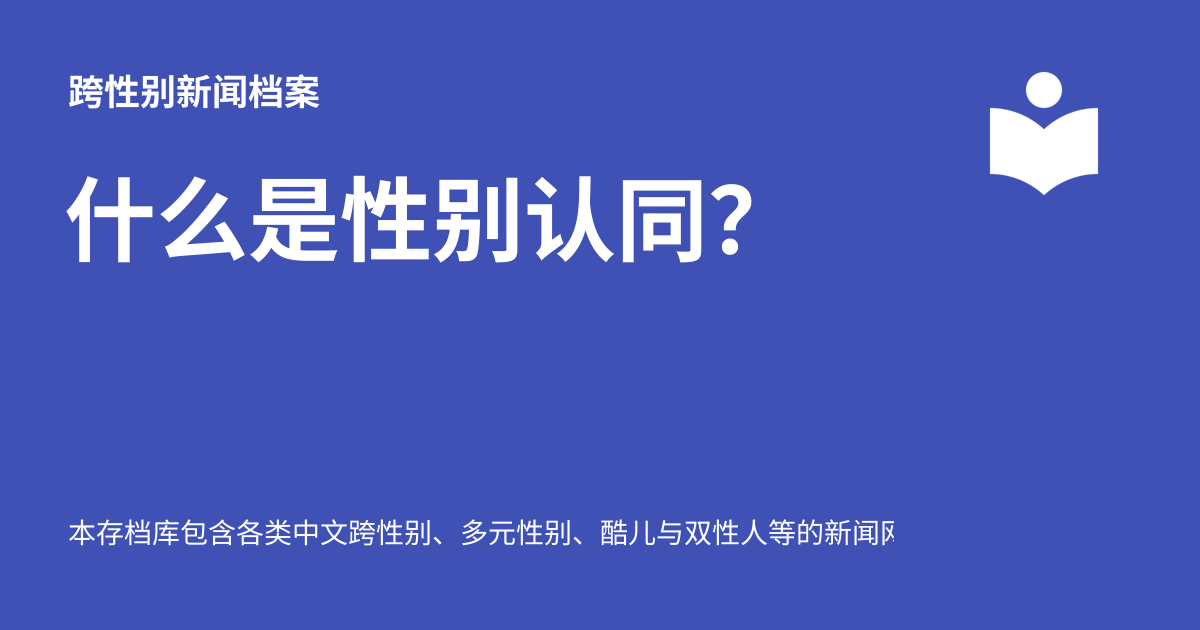 跨性别新闻档案
什么是性别认同？
本存档库包含各类中文跨性别、多元性别、酷儿与双性人等的新闻